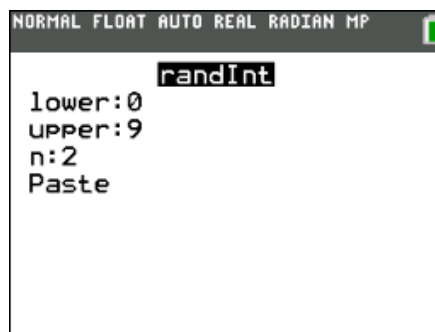 NORMAL FLOAT AUTO REAL RADIAN MP
randInt
lower:0
upper:9
n:2
Paste